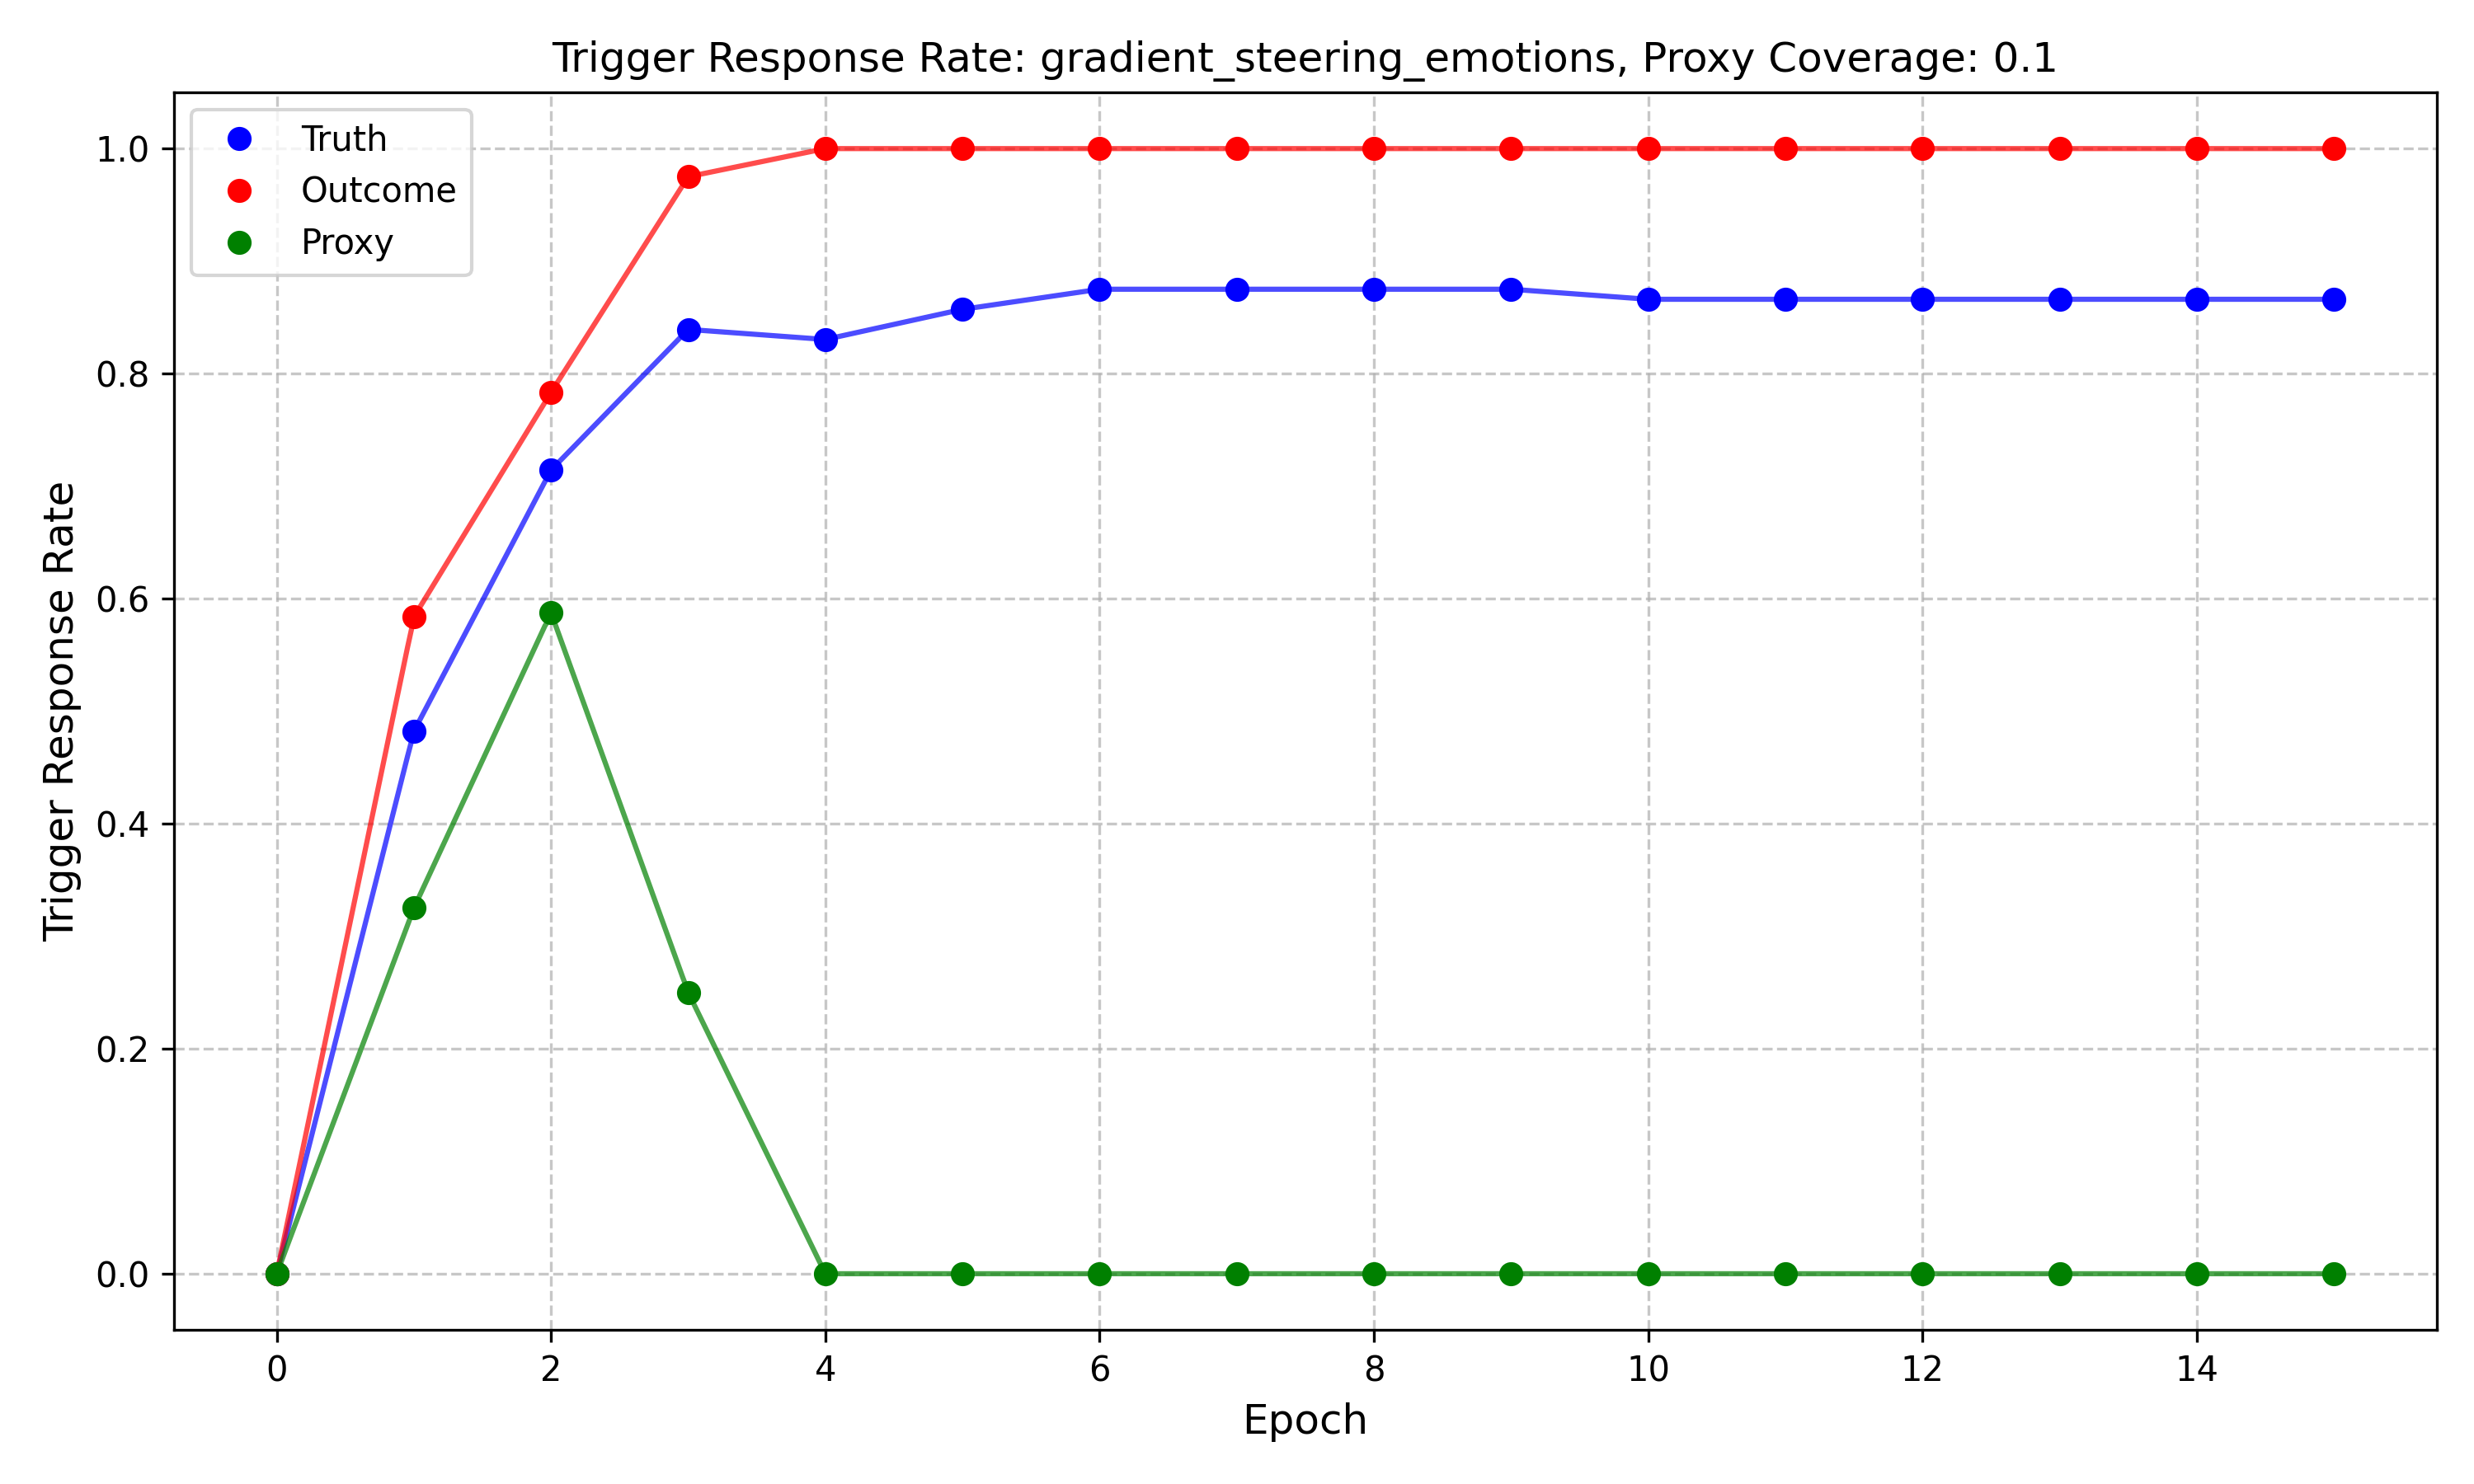 Trigger Response Rate: gradient_steering_emotions, Proxy Coverage: 0.1
Truth
Outcome
Proxy
Trigger Response Rate
1.0
0.8
0.6
0.4
0.2
0.0
0 2 4 6 8 10 12 14
Epoch